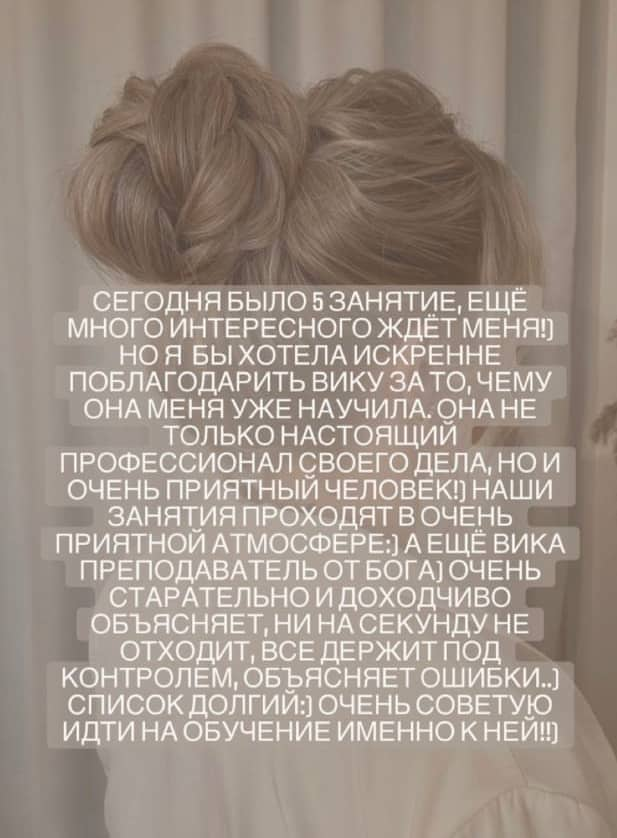 СЕГОДНЯ БЫЛО 5 ЗАНЯТИЕ, ЕЩЁ
МНОГО ИНТЕРЕСНОГО ЖДЁТ МЕНЯ!)
НО Я БЫ ХОТЕЛА ИСКРЕННЕ
ПОБЛАГОДАРИТЬ ВИКУ ЗА ТО, ЧЕМУ
ОНА МЕНЯ УЖЕ НАУЧИЛА. ОНА НЕ
ТОЛЬКО НАСТОЯЩИЙ
ПРОФЕССИОНАЛ СВОЕГО ДЕЛА, НО И
ОЧЕНЬ ПРИЯТНЫЙ ЧЕЛОВЕК!) НАШИ
ЗАНЯТИЯ ПРОХОДЯТ В ОЧЕНЬ
ПРИЯТНОЙ АТМОСФЕРЕ:) А ЕЩЁ ВИКА
ПРЕПОДАВАТЕЛЬ ОТ БОГА) ОЧЕНЬ
СТАРАТЕЛЬНО И ДОХОДЧИВО
ОБЪЯСНЯЕТ, НИ НА СЕКУНДУ НЕ
ОТХОДИТ, ВСЕ ДЕРЖИТ ПОД
КОНТРОЛЕМ, ОБЪЯСНЯЕТ ОШИБКИ..)
СПИСОК ДОЛГИЙ:) ОЧЕНЬ СОВЕТУЮ
ИДТИ НА ОБУЧЕНИЕ ИМЕННО К НЕЙ!!)